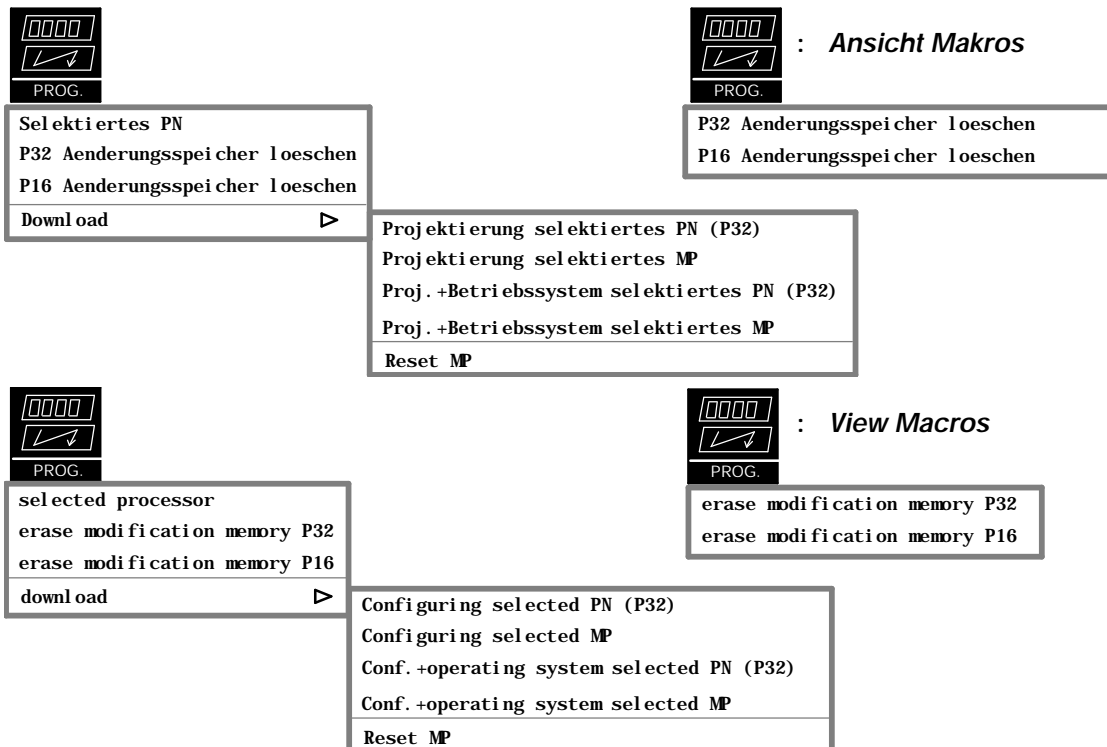 PROG.
Selektiertes PN
P32 Aenderungsspeicher loeschen
P16 Aenderungsspeicher loeschen
Download
Projektierung selektiertes PN (P32)
Projektierung selektiertes MP
Proj.+Betriebssystem selektiertes PN (P32)
Proj.+Betriebssystem selektiertes MP
Reset MP
PROG.
: Ansicht Makros
P32 Aenderungsspeicher loeschen
P16 Aenderungsspeicher loeschen
PROG.
selected processor
erase modification memory P32
erase modification memory P16
download
Configuring selected PN (P32)
Configuring selected MP
Conf.+operating system selected PN (P32)
Conf.+operating system selected MP
Reset MP
PROG.
: View Macros
erase modification memory P32
erase modification memory P16